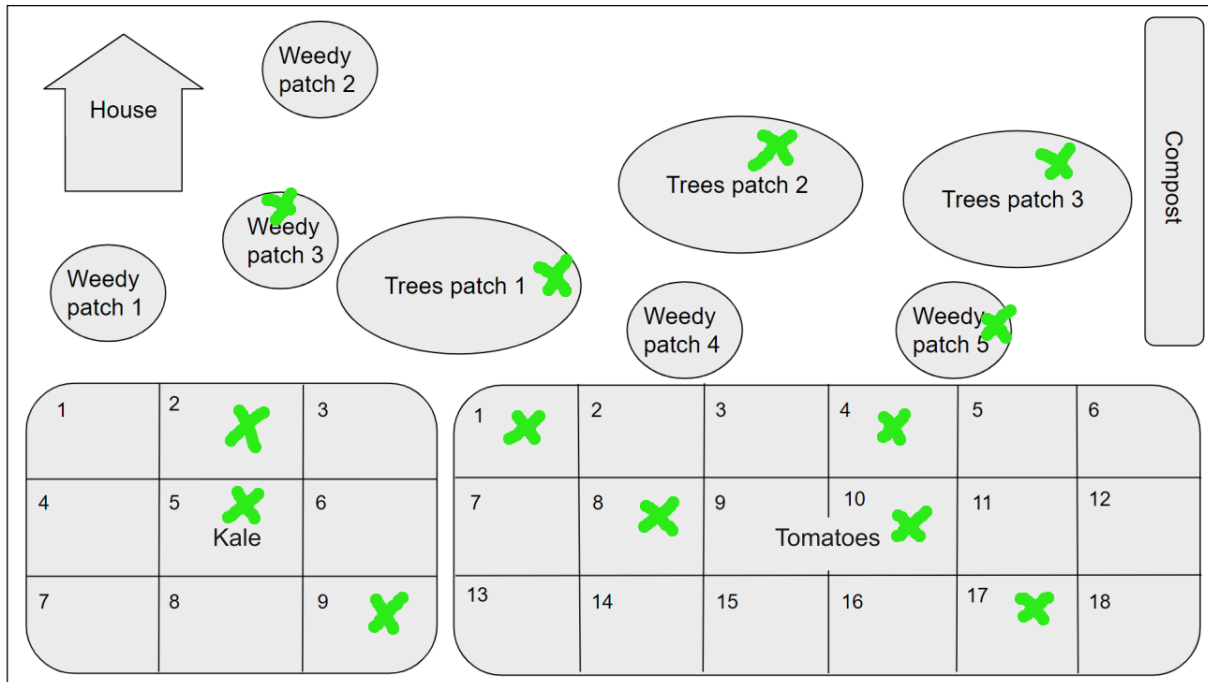 Weedy
patch 2
House
Compost
Trees patch 2
Trees patch 3
Weedy
patch 3
Weedy
patch 1
Trees patch 1
Weedy
patch 4
Weedy
patch 5
1
2
3
4
5
6
Kale
7
8
9
1
2
3
4
5
6
7
8
9
10
11
12
Tomatoes
13
14
15
16
17
18